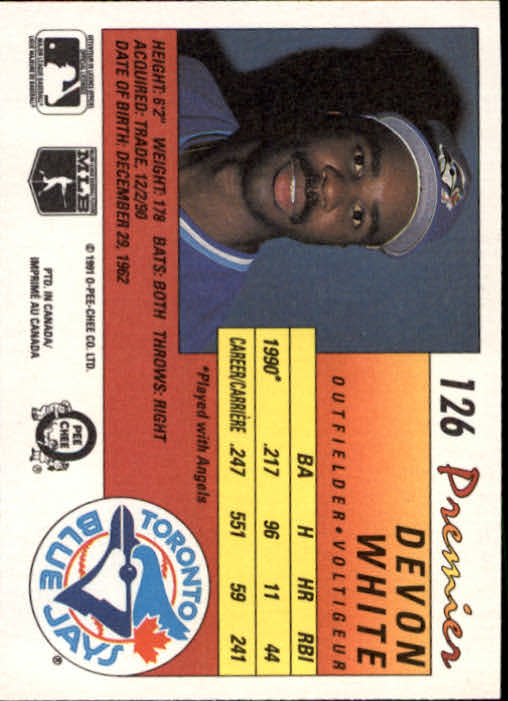 126 Premier
DEVON
WHITE
OUTFIELDER • VOLTIGEUR
BA H HR RBI
1990* .217 96 11 44
CAREER/CARRIÈRE .247 551 59 241
*Played with Angels
HEIGHT: 6'2" WEIGHT: 178 BATS: BOTH THROWS: RIGHT
ACQUIRED: TRADE, 12/2/90
DATE OF BIRTH: DECEMBER 29, 1962
TORONTO
BLUE JAYS
®
MLB
© 1991 O-PEE-CHEE CO. LTD.
PTD. IN CANADA/
IMPRIMÉ AU CANADA
O
PEE
CHEE
®